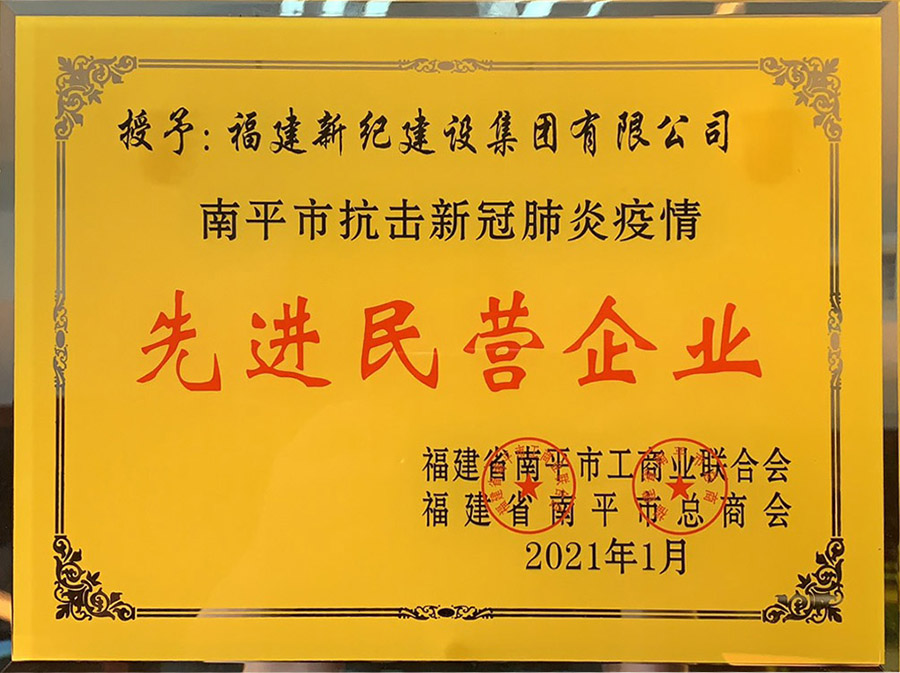 授予:福建新纪建设集团有限公司
南平市抗击新冠肺炎疫情
先进民营企业
福建省南平市工商业联合会
福建省南平市总商会
2021年1月